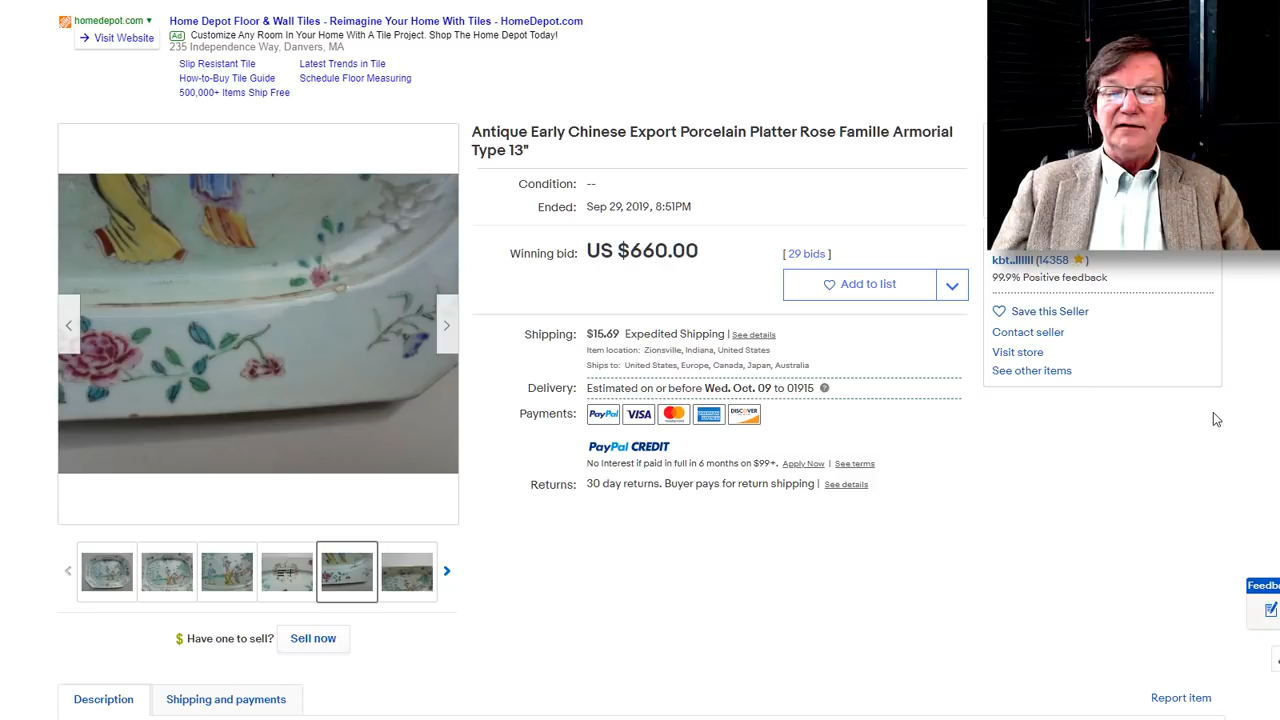 homedepot.com
Visit Website
Home Depot Floor & Wall Tiles - Reimagine Your Home With Tiles - HomeDepot.com
Ad Customize Any Room In Your Home With A Tile Project. Shop The Home Depot Today!
235 Independence Way, Danvers, MA
Slip Resistant Tile Latest Trends in Tile
How-to-Buy Tile Guide Schedule Floor Measuring
500,000+ Items Ship Free
Antique Early Chinese Export Porcelain Platter Rose Famille Armorial
Type 13"
Condition: --
Ended: Sep 29, 2019 , 8:51PM
Winning bid: US $660.00 [ 29 bids ]
Add to list
Shipping: $15.69 Expedited Shipping | See details
Item location: Zionsville, Indiana, United States
Ships to: United States, Europe, Canada, Japan, Australia
Delivery: Estimated on or before Wed. Oct. 09 to 01915
Payments: PayPal VISA MasterCard AMERICAN EXPRESS DISCOVER
PayPal CREDIT
No Interest if paid in full in 6 months on $99+. Apply Now | See terms
Returns: 30 day returns. Buyer pays for return shipping | See details
kbt..llllll (14358 )
99.9% Positive feedback
Save this Seller
Contact seller
Visit store
See other items
$ Have one to sell? Sell now
Feedba
Description Shipping and payments
Report item